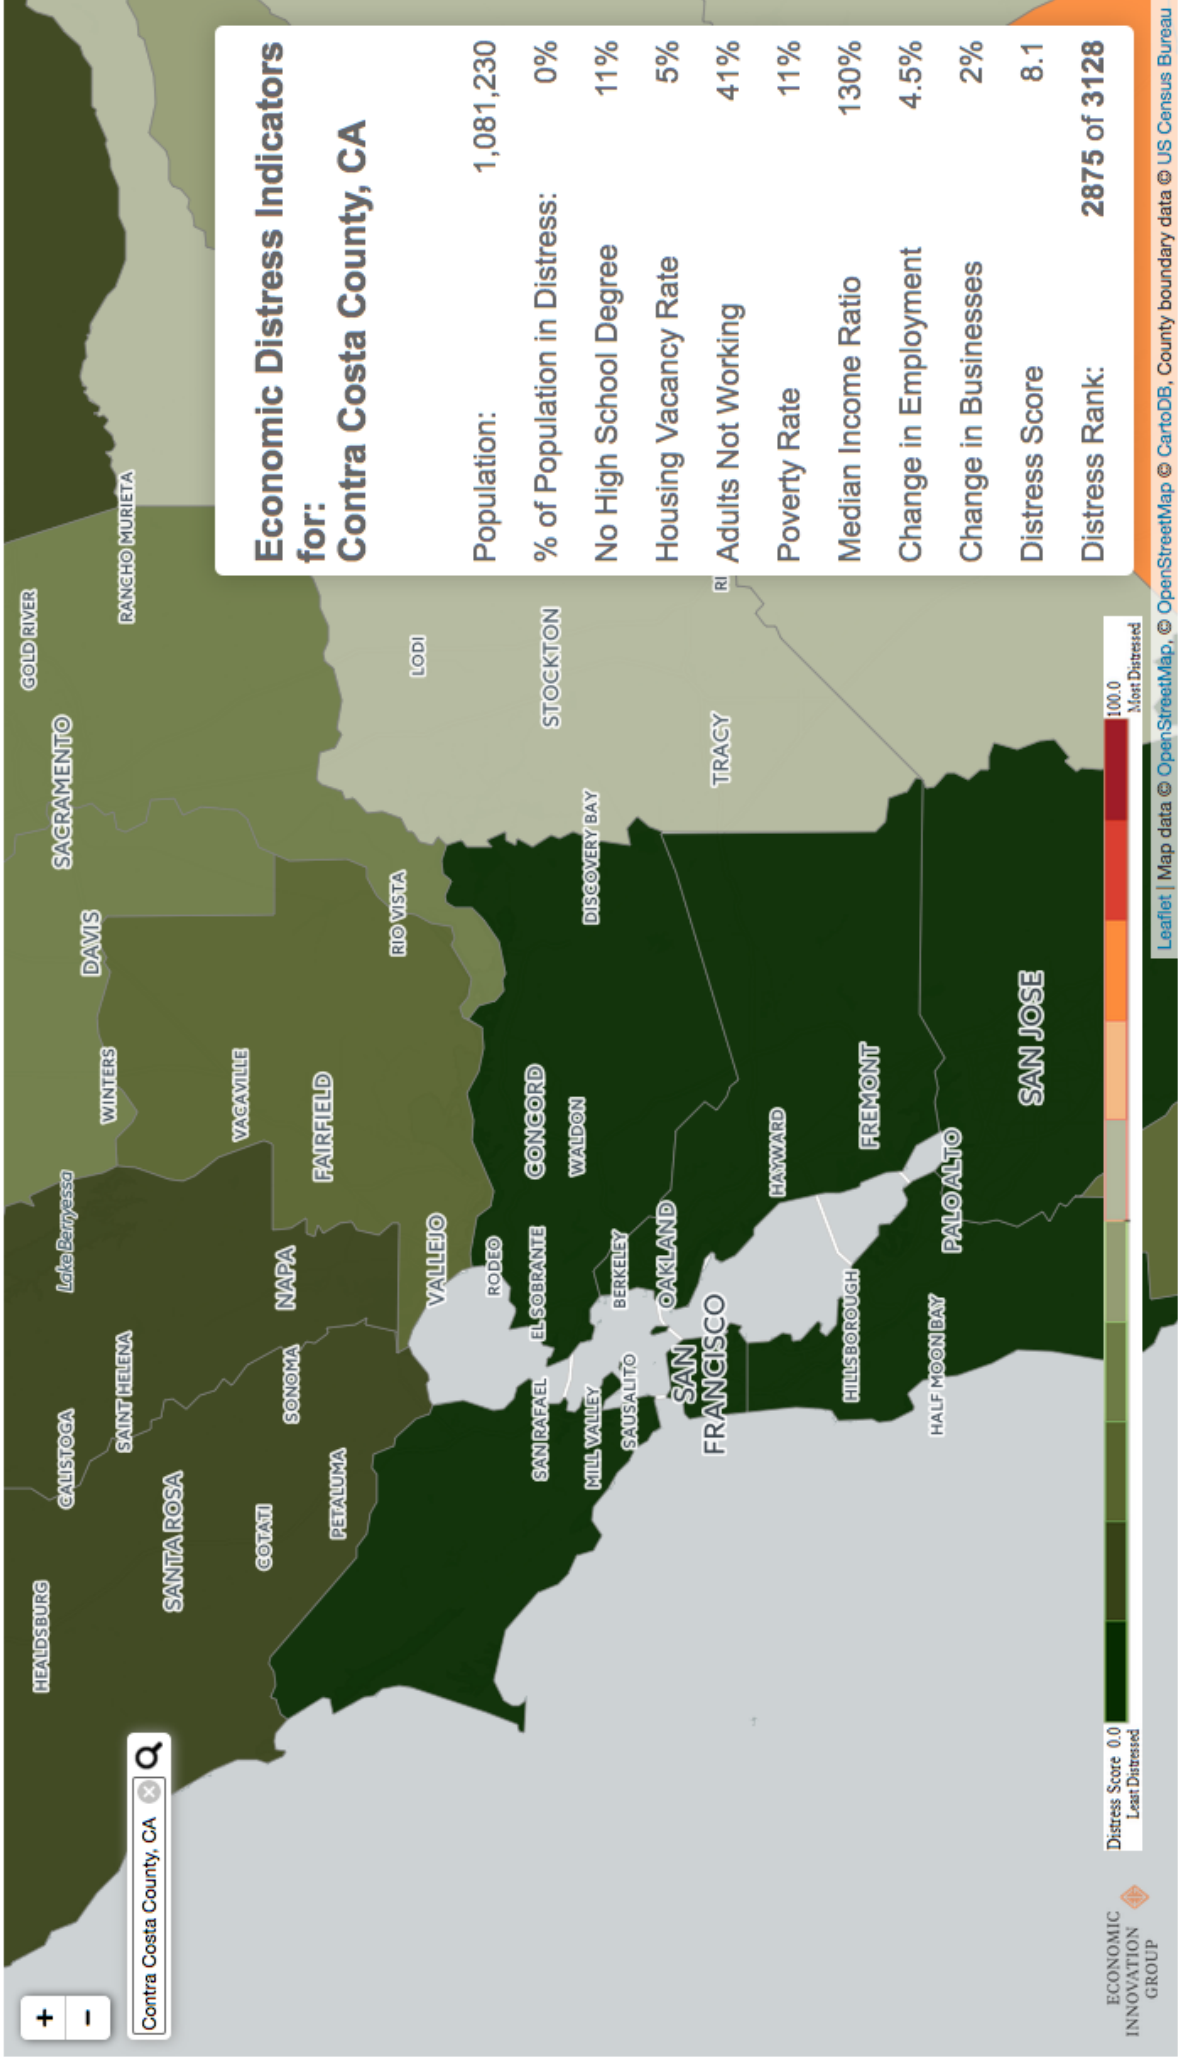 +
−
Contra Costa County, CA
HEALDSBURG
CALISTOGA
Lake Berryessa
SAINT HELENA
SANTA ROSA
WINTERS
DAVIS
SACRAMENTO
GOLD RIVER
RANCHO MURIETA
COTATI
SONOMA
NAPA
VACAVILLE
PETALUMA
FAIRFIELD
RIO VISTA
LODI
VALLEJO
RODEO
SAN RAFAEL
EL SOBRANTE
CONCORD
STOCKTON
MILL VALLEY
WALDON
DISCOVERY BAY
SAUSALITO
BERKELEY
OAKLAND
SAN
FRANCISCO
TRACY
RI
HAYWARD
HILLSBOROUGH
FREMONT
HALF MOON BAY
PALO ALTO
SAN JOSE
Economic Distress Indicators
for:
Contra Costa County, CA
Population: 1,081,230
% of Population in Distress: 0%
No High School Degree 11%
Housing Vacancy Rate 5%
Adults Not Working 41%
Poverty Rate 11%
Median Income Ratio 130%
Change in Employment 4.5%
Change in Businesses 2%
Distress Score 8.1
Distress Rank: 2875 of 3128
ECONOMIC
INNOVATION
GROUP
Distress Score 0.0
Least Distressed
100.0
Most Distressed
Leaflet | Map data © OpenStreetMap, © OpenStreetMap © CartoDB, County boundary data © US Census Bureau